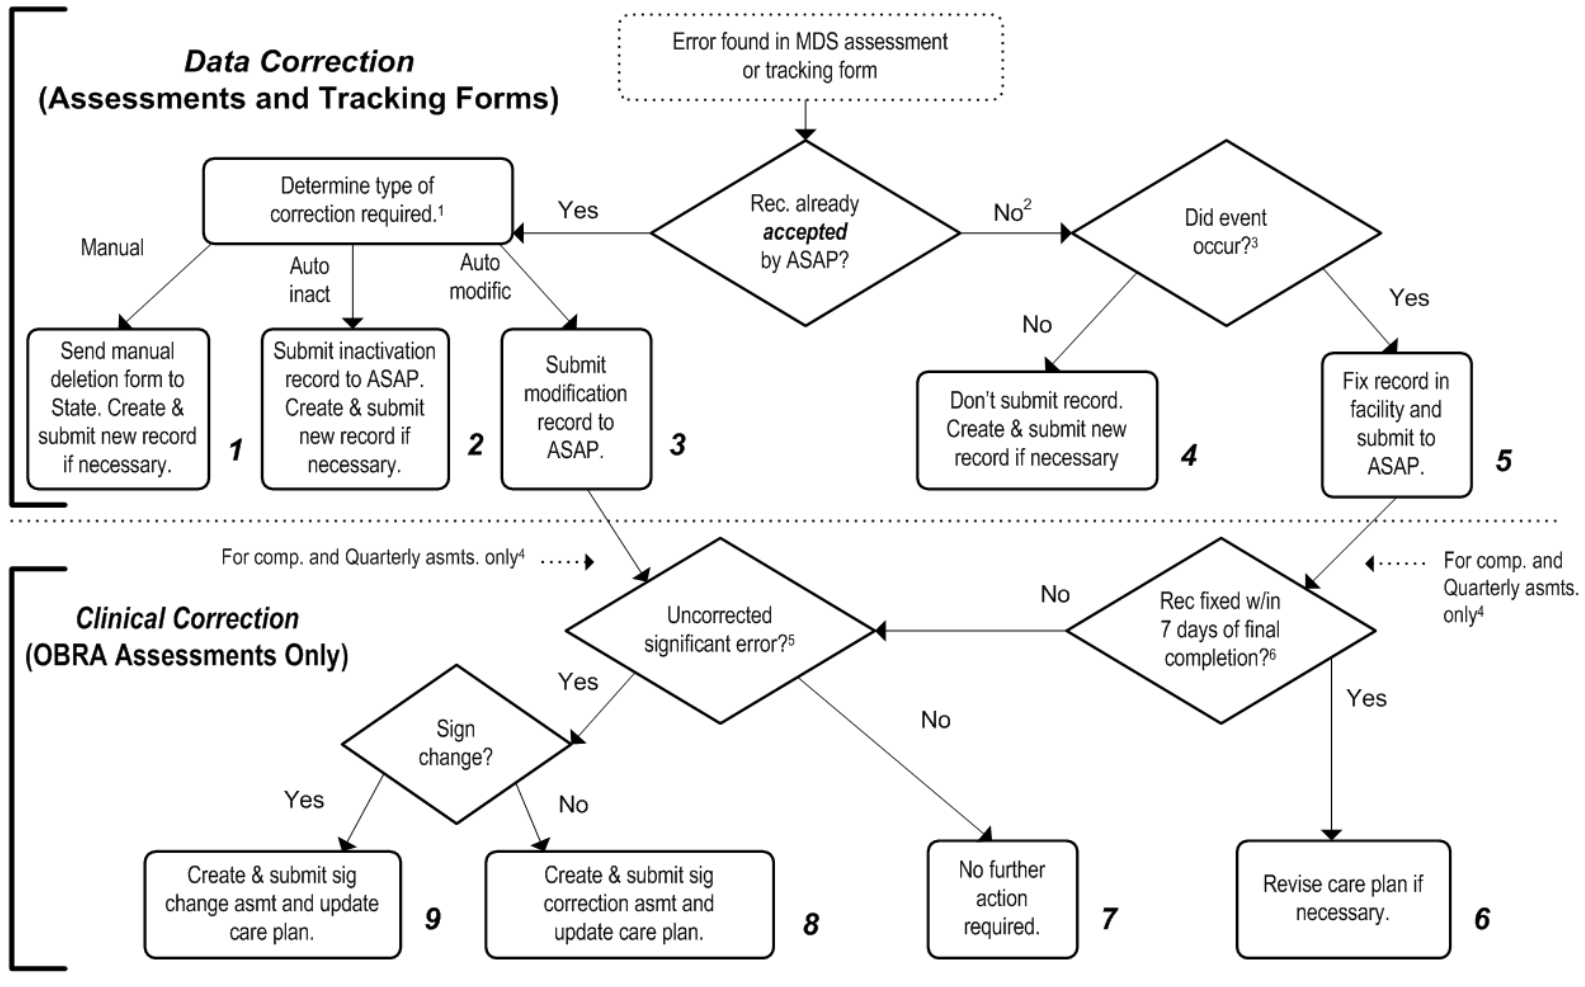 Data Correction
(Assessments and Tracking Forms)
Error found in MDS assessment
or tracking form
Determine type of
correction required.¹
Yes
Rec. already
accepted
by ASAP?
No²
Did event
occur?³
Manual
Auto
inact
Auto
modific
No
Yes
Send manual
deletion form to
State. Create &
submit new record
if necessary.
1
Submit inactivation
record to ASAP.
Create & submit
new record if
necessary.
2
Submit
modification
record to
ASAP.
3
Don't submit record.
Create & submit new
record if necessary
4
Fix record in
facility and
submit to
ASAP.
5
For comp. and Quarterly asmts. only⁴
For comp. and
Quarterly asmts.
only⁴
Clinical Correction
(OBRA Assessments Only)
Uncorrected
significant error?⁵
No
Rec fixed w/in
7 days of final
completion?⁶
Yes
No
Yes
Sign
change?
Yes
No
Create & submit sig
change asmt and update
care plan.
9
Create & submit sig
correction asmt and
update care plan.
8
No further
action
required.
7
Revise care plan if
necessary.
6